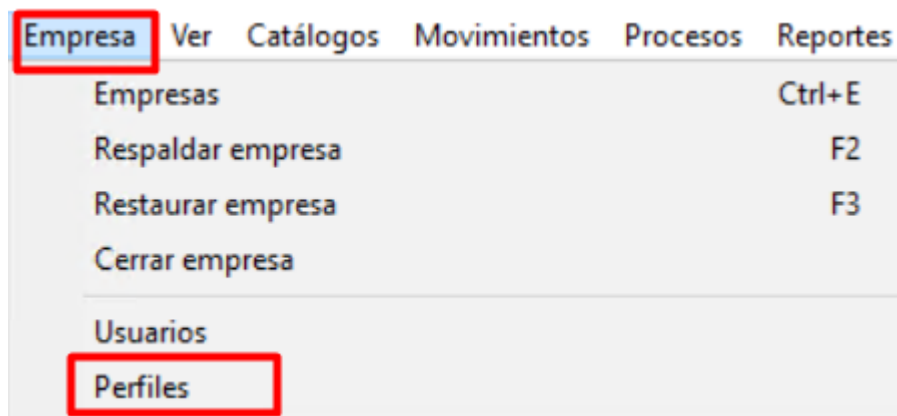 Empresa Ver Catálogos Movimientos Procesos Reportes
Empresas Ctrl+E
Respaldar empresa F2
Restaurar empresa F3
Cerrar empresa
Usuarios
Perfiles